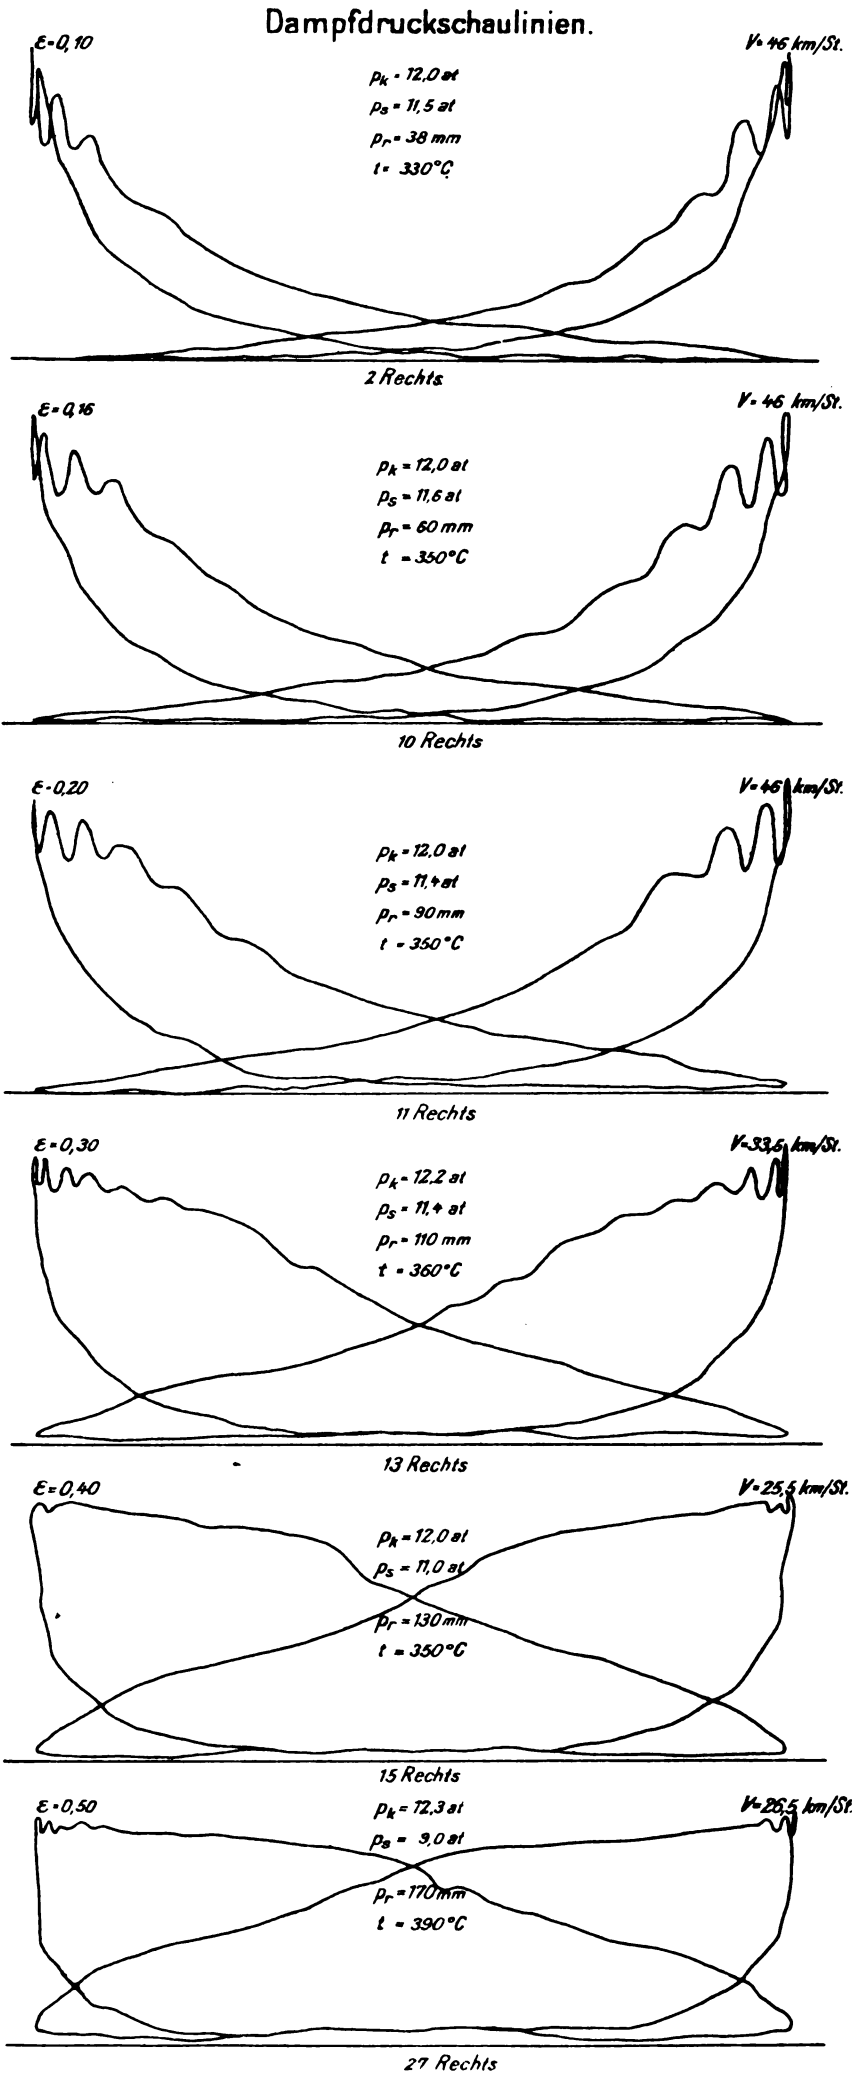 Dampfdruckschaulinien.
ε=0,10
V=46 km/St.
pk = 12,0 at
ps = 11,5 at
pr = 38 mm
t = 330°C
2 Rechts
ε=0,16
V=46 km/St.
pk = 12,0 at
ps = 11,6 at
pr = 60 mm
t = 350°C
10 Rechts
ε=0,20
V=46 km/St.
pk = 12,0 at
ps = 11,4 at
pr = 90 mm
t = 350°C
11 Rechts
ε=0,30
V=33,5 km/St.
pk = 12,2 at
ps = 11,4 at
pr = 110 mm
t = 360°C
13 Rechts
ε=0,40
V=25,5 km/St.
pk = 12,0 at
ps = 11,0 at
pr = 130 mm
t = 350°C
15 Rechts
ε=0,50
V=26,5 km/St.
pk = 12,3 at
ps = 9,0 at
pr = 170 mm
t = 390°C
27 Rechts